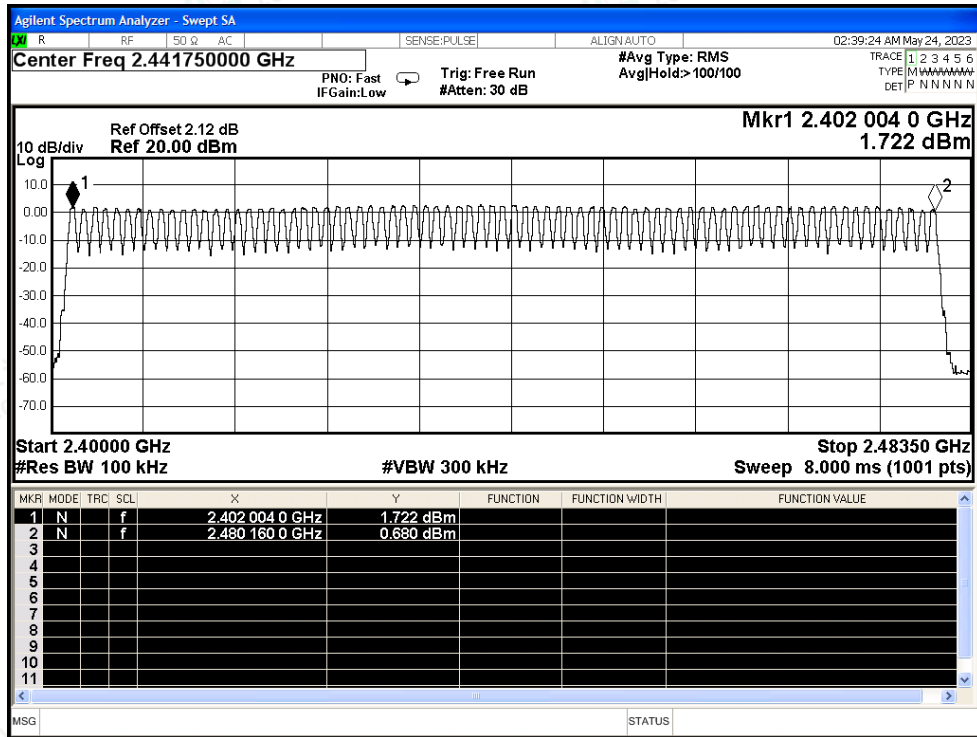 Agilent Spectrum Analyzer - Swept SA
LXI R RF 50 Ω AC SENSE:PULSE ALIGN AUTO 02:39:24 AM May 24, 2023
Center Freq 2.441750000 GHz #Avg Type: RMS TRACE 1 2 3 4 5 6
PNO: Fast Trig: Free Run Avg|Hold:>100/100 TYPE M WWWWW
IFGain:Low #Atten: 30 dB DET P N N N N N
Mkr1 2.402 004 0 GHz
Ref Offset 2.12 dB
10 dB/div Ref 20.00 dBm 1.722 dBm
Log
10.0 1 2
0.00
-10.0
-20.0
-30.0
-40.0
-50.0
-60.0
-70.0
Start 2.40000 GHz Stop 2.48350 GHz
#Res BW 100 kHz #VBW 300 kHz Sweep 8.000 ms (1001 pts)
MKR MODE TRC SCL X Y FUNCTION FUNCTION WIDTH FUNCTION VALUE
1 N f 2.402 004 0 GHz 1.722 dBm
2 N f 2.480 160 0 GHz 0.680 dBm
3
4
5
6
7
8
9
10
11
MSG STATUS